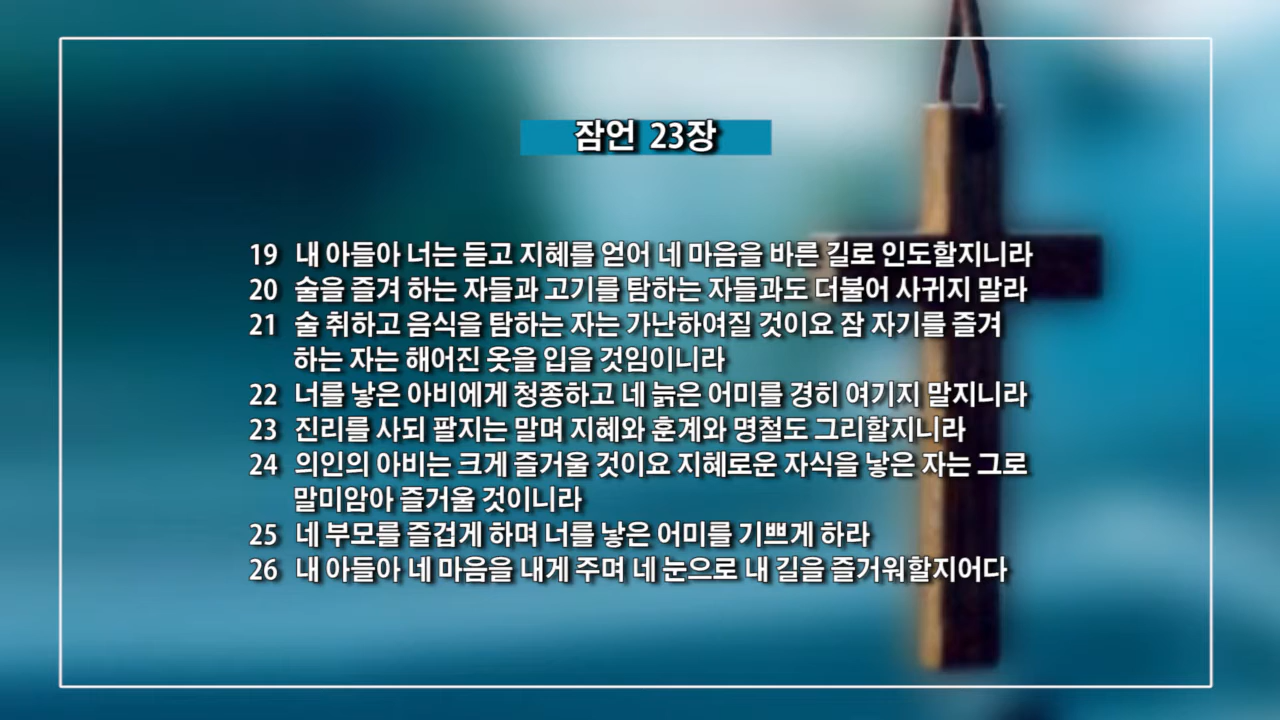 잠언 23장
19 내 아들아 너는 듣고 지혜를 얻어 네 마음을 바른 길로 인도할지니라
20 술을 즐겨 하는 자들과 고기를 탐하는 자들과도 더불어 사귀지 말라
21 술 취하고 음식을 탐하는 자는 가난하여질 것이요 잠 자기를 즐겨
하는 자는 해어진 옷을 입을 것임이니라
22 너를 낳은 아비에게 청종하고 네 늙은 어미를 경히 여기지 말지니라
23 진리를 사되 팔지는 말며 지혜와 훈계와 명철도 그리할지니라
24 의인의 아비는 크게 즐거울 것이요 지혜로운 자식을 낳은 자는 그로
말미암아 즐거울 것이니라
25 네 부모를 즐겁게 하며 너를 낳은 어미를 기쁘게 하라
26 내 아들아 네 마음을 내게 주며 네 눈으로 내 길을 즐거워할지어다